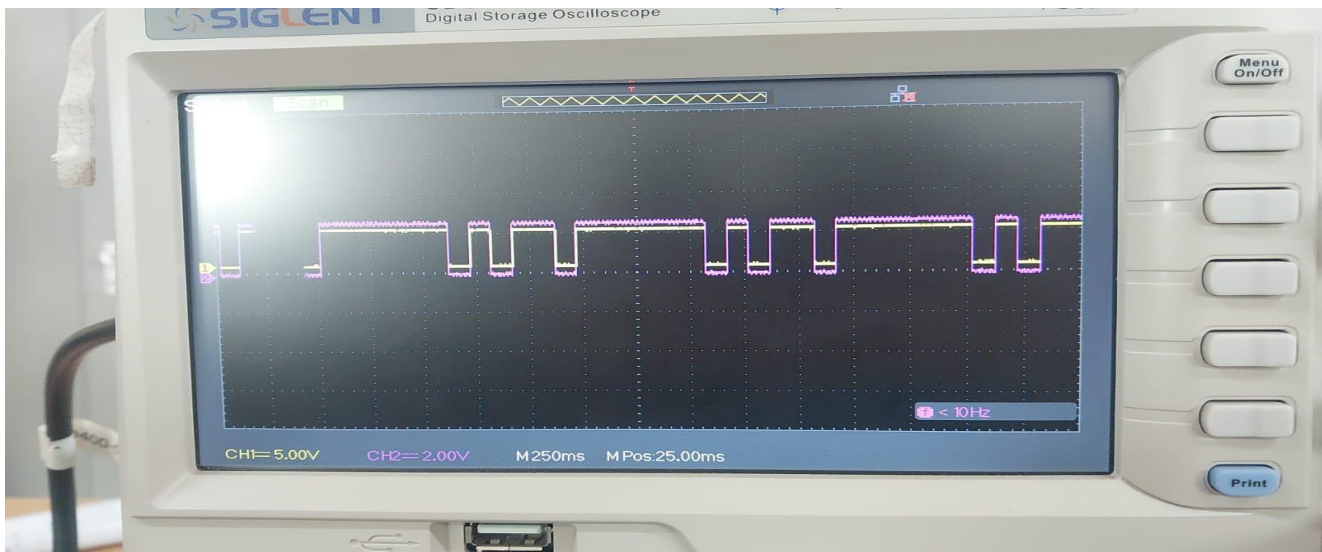 SIGLENT
Digital Storage Oscilloscope
Menu
On/Off
Scan
T
1
f < 10Hz
CH1 5.00V CH2 2.00V M 250ms M Pos:25.00ms
Print